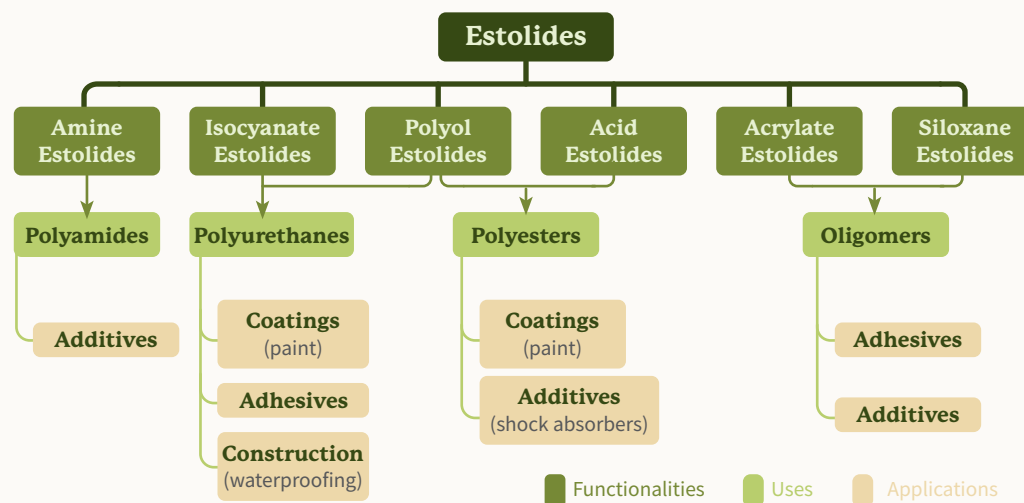 Estolides
Amine
Estolides
Isocyanate
Estolides
Polyol
Estolides
Acid
Estolides
Acrylate
Estolides
Siloxane
Estolides
Polyamides
Polyurethanes
Polyesters
Oligomers
Additives
Coatings
(paint)
Adhesives
Construction
(waterproofing)
Coatings
(paint)
Additives
(shock absorbers)
Adhesives
Additives
Functionalities
Uses
Applications